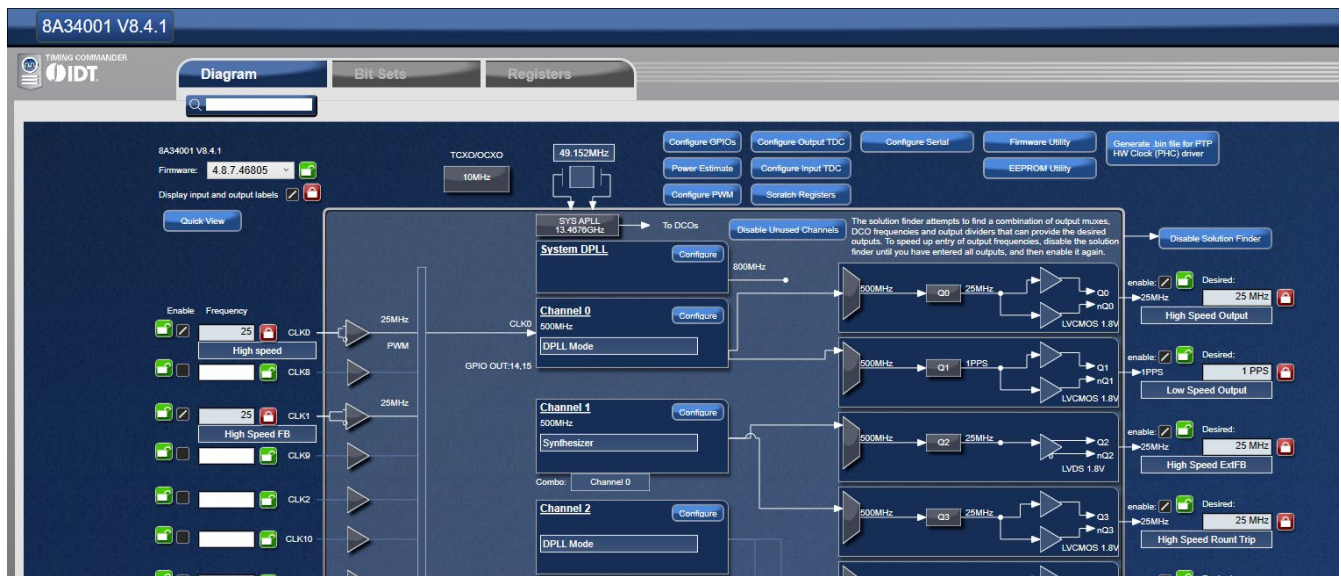 8A34001 V8.4.1
TIMING COMMANDER
IDT.
Diagram
Bit Sets
Registers
8A34001 V8.4.1
Firmware: 4.8.7.46805
Display input and output labels
Quick View
TCXO/OCXO
10MHz
49.152MHz
Configure GPIOs
Configure Output TDC
Configure Serial
Firmware Utility
Generate .bin file for PTP
HW Clock (PHC) driver
Power Estimate
Configure Input TDC
EEPROM Utility
Configure PWM
Scratch Registers
SYS APLL
13.4676GHz
To DCOs
Disable Unused Channels
The solution finder attempts to find a combination of output muxes,
DCO frequencies and output dividers that can provide the desired
outputs. To speed up entry of output frequencies, disable the solution
finder until you have entered all outputs, and then enable it again.
Disable Solution Finder
System DPLL
Configure
800MHz
Enable Frequency
25 CLK0
High speed
CLK8
25 CLK1
High Speed FB
CLK9
CLK2
CLK10
25MHz
PWM
25MHz
CLK0
GPIO OUT:14,15
Channel 0
Configure
500MHz
DPLL Mode
Channel 1
Configure
500MHz
Synthesizer
Combo: Channel 0
Channel 2
Configure
DPLL Mode
500MHz Q0 25MHz
Q0
nQ0
LVCMOS 1.8V
enable: Desired:
25MHz 25 MHz
High Speed Output
500MHz Q1 1PPS
Q1
nQ1
LVCMOS 1.8V
enable: Desired:
1PPS 1 PPS
Low Speed Output
500MHz Q2 25MHz
Q2
nQ2
LVDS 1.8V
enable: Desired:
25MHz 25 MHz
High Speed ExtFB
500MHz Q3 25MHz
Q3
nQ3
LVCMOS 1.8V
enable: Desired:
25MHz 25 MHz
High Speed Rount Trip